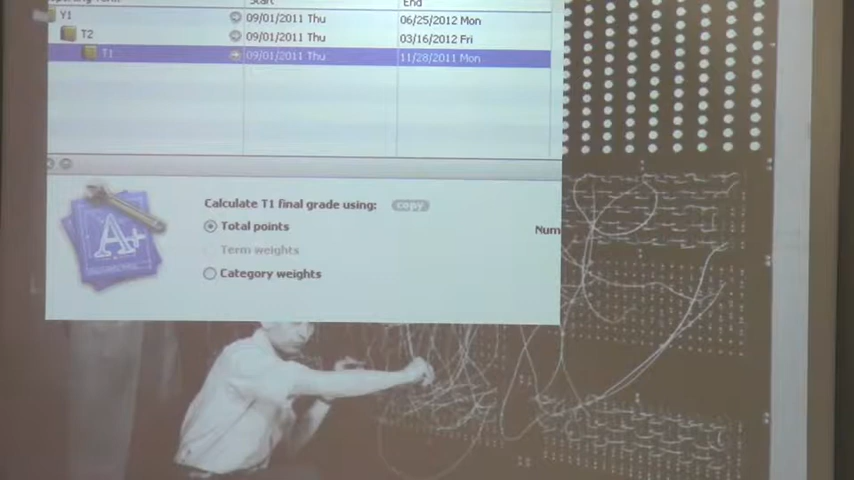 Start End
Y1 09/01/2011 Thu 06/25/2012 Mon
T2 09/01/2011 Thu 03/16/2012 Fri
T1 09/01/2011 Thu 11/28/2011 Mon
Calculate T1 final grade using: copy
Total points
Num
Term weights
Category weights
A+